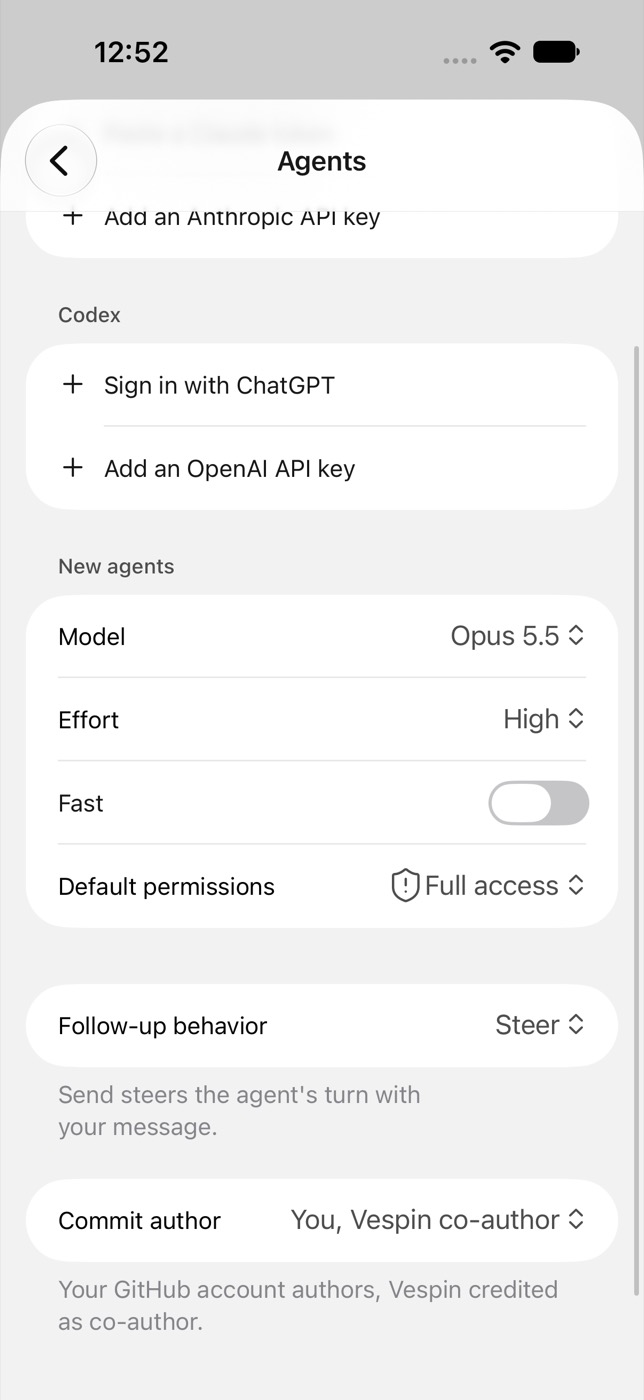 12:52
Agents
Add an Anthropic API key
Codex
Sign in with ChatGPT
Add an OpenAI API key
New agents
Model Opus 5.5
Effort High
Fast
Default permissions Full access
Follow-up behavior Steer
Send steers the agent's turn with
your message.
Commit author You, Vespin co-author
Your GitHub account authors, Vespin credited
as co-author.